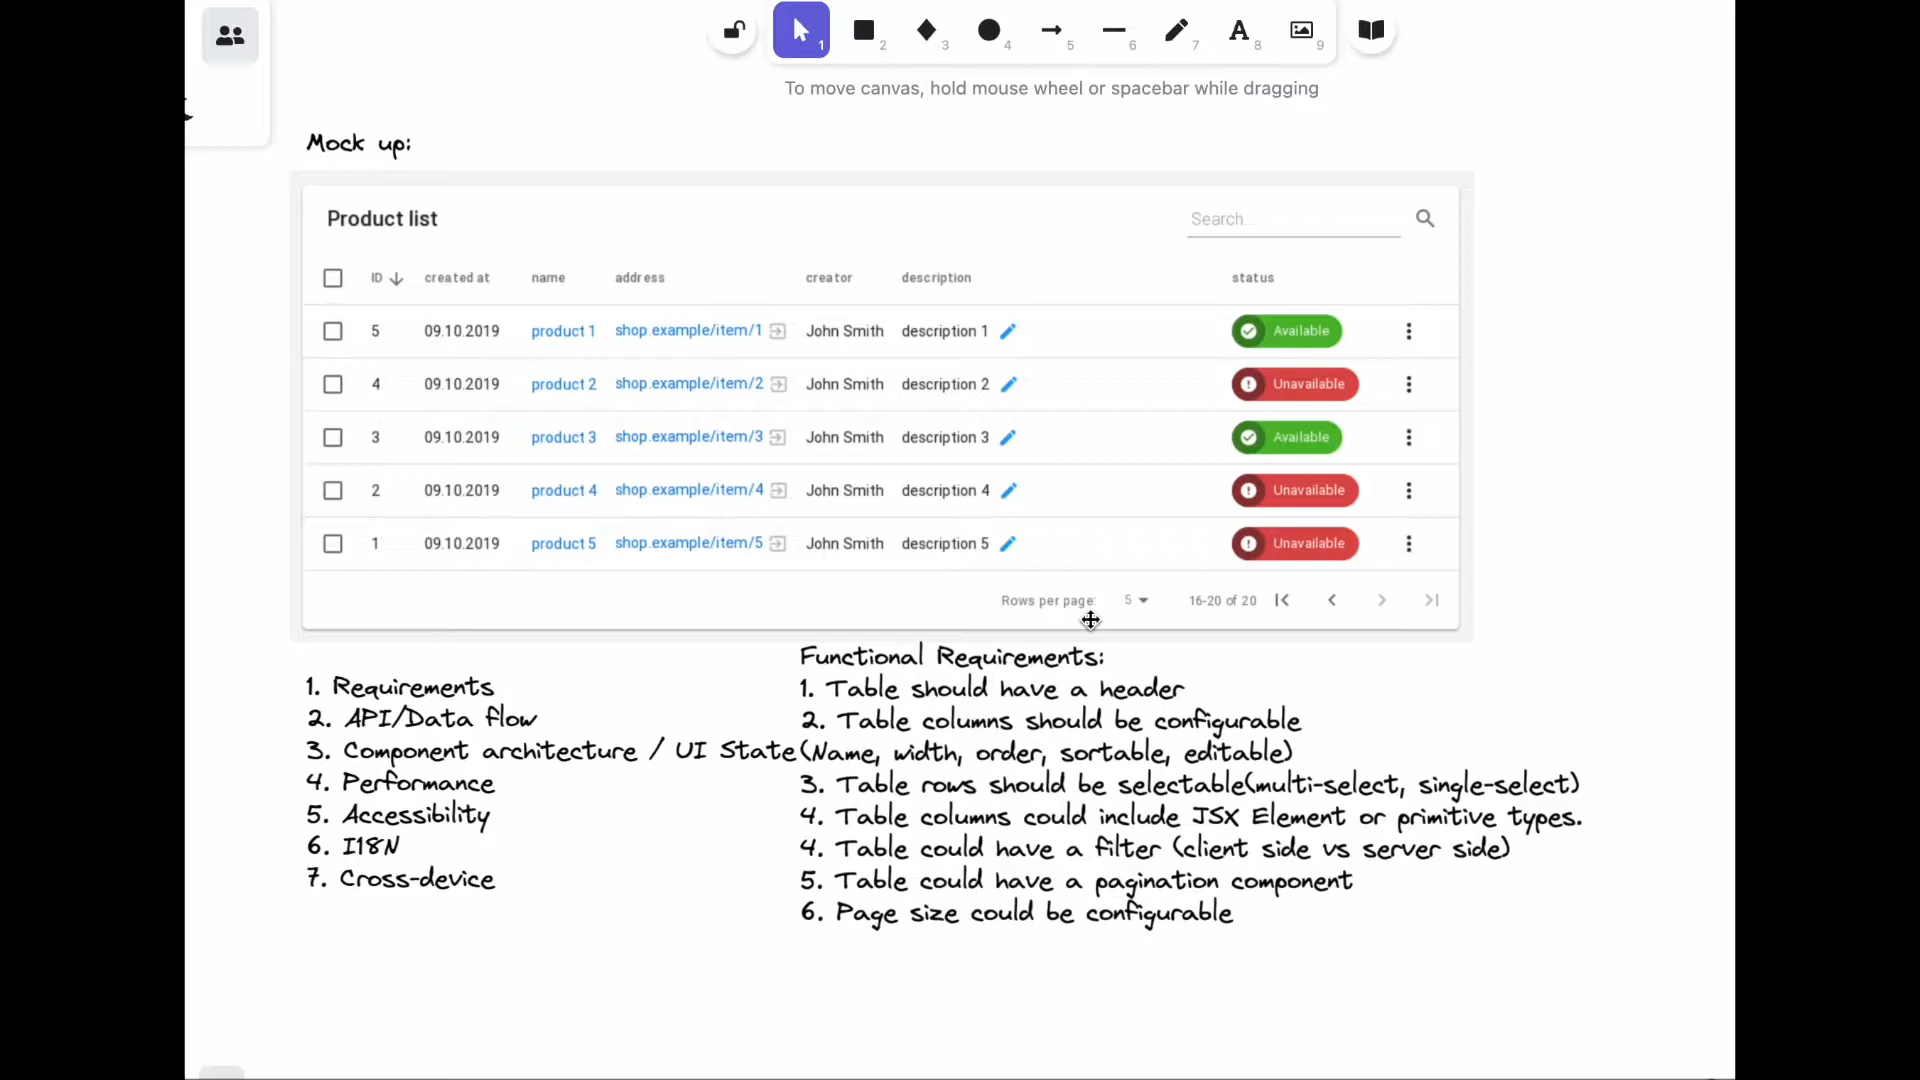 1
2
3
4
5
6
7
A 8
9
To move canvas, hold mouse wheel or spacebar while dragging
Mock up:
Product list
Search...
ID created at name address creator description status
5 09.10.2019 product 1 shop.example/item/1 John Smith description 1 Available
4 09.10.2019 product 2 shop.example/item/2 John Smith description 2 Unavailable
3 09.10.2019 product 3 shop.example/item/3 John Smith description 3 Available
2 09.10.2019 product 4 shop.example/item/4 John Smith description 4 Unavailable
1 09.10.2019 product 5 shop.example/item/5 John Smith description 5 Unavailable
Rows per page: 5 16-20 of 20
1. Requirements
2. API/Data flow
3. Component architecture / UI State
4. Performance
5. Accessibility
6. I18N
7. Cross-device
Functional Requirements:
1. Table should have a header
2. Table columns should be configurable
(Name, width, order, sortable, editable)
3. Table rows should be selectable(multi-select, single-select)
4. Table columns could include JSX Element or primitive types.
4. Table could have a filter (client side vs server side)
5. Table could have a pagination component
6. Page size could be configurable